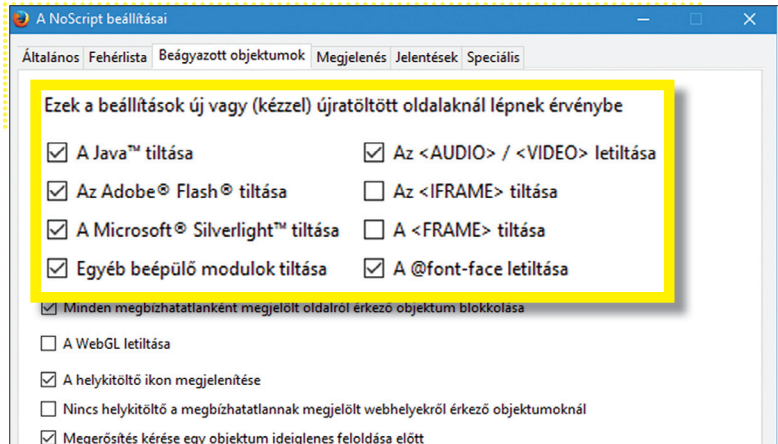 A NoScript beállításai
Általános Fehérlista Beágyazott objektumok Megjelenés Jelentések Speciális
Ezek a beállítások új vagy (kézzel) újratöltött oldalaknál lépnek érvénybe
A Java™ tiltása
Az <AUDIO> / <VIDEO> letiltása
Az Adobe® Flash® tiltása
Az <IFRAME> tiltása
A Microsoft® Silverlight™ tiltása
A <FRAME> tiltása
Egyéb beépülő modulok tiltása
A @font-face letiltása
Minden megbízhatatlanként megjelölt oldalról érkező objektum blokkolása
A WebGL letiltása
A helykitöltő ikon megjelenítése
Nincs helykitöltő a megbízhatatlannak megjelölt webhelyekről érkező objektumoknál
Megerősítés kérése egy objektum ideiglenes feloldása előtt